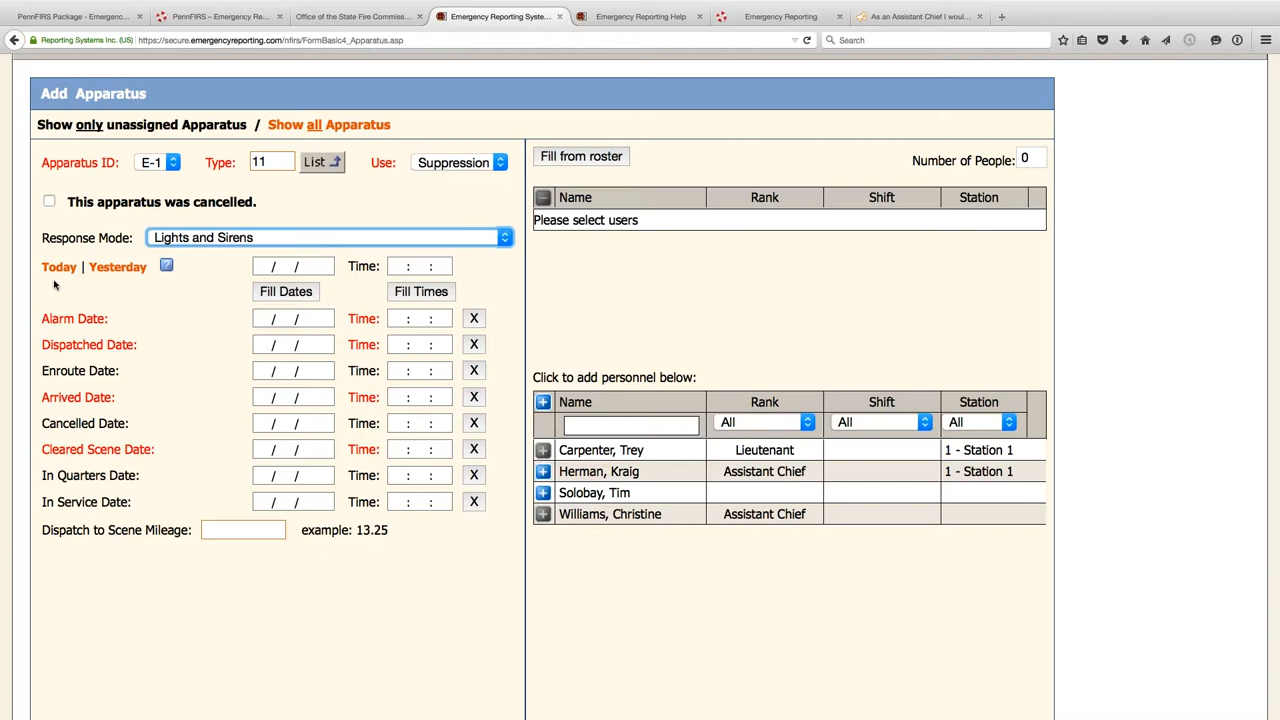 PennFIRS Package - Emergenc... × PennFIRS – Emergency Re... × Office of the State Fire Commiss... × Emergency Reporting Syste... × Emergency Reporting Help × Emergency Reporting × As an Assistant Chief I woul... × +
Reporting Systems Inc. (US) https://secure.emergencyreporting.com/nfirs/FormBasic4_Apparatus.asp Search
Add Apparatus
Show only unassigned Apparatus / Show all Apparatus
Apparatus ID: E-1 Type: 11 List Use: Suppression
Fill from roster Number of People: 0
This apparatus was cancelled.
Name Rank Shift Station
Please select users
Response Mode: Lights and Sirens
Today | Yesterday ? / / Time: : :
Fill Dates Fill Times
Alarm Date: / / Time: : : X
Dispatched Date: / / Time: : : X
Enroute Date: / / Time: : : X
Arrived Date: / / Time: : : X
Cancelled Date: / / Time: : : X
Cleared Scene Date: / / Time: : : X
In Quarters Date: / / Time: : : X
In Service Date: / / Time: : : X
Dispatch to Scene Mileage: example: 13.25
Click to add personnel below:
Name Rank Shift Station
All All All
Carpenter, Trey Lieutenant 1 - Station 1
Herman, Kraig Assistant Chief 1 - Station 1
Solobay, Tim
Williams, Christine Assistant Chief